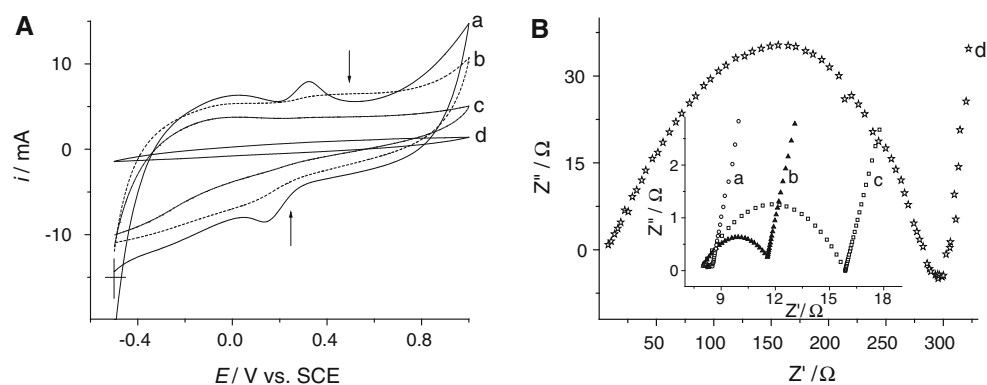 A
a
b
c
d
10
0
-10
i / mA
-0.4
0.0
0.4
0.8
E / V vs. SCE
B
d
30
15
0
Z" / Ω
50
100
150
200
250
300
Z' / Ω
a
b
c
2
1
0
Z" / Ω
9
12
15
18
Z' / Ω